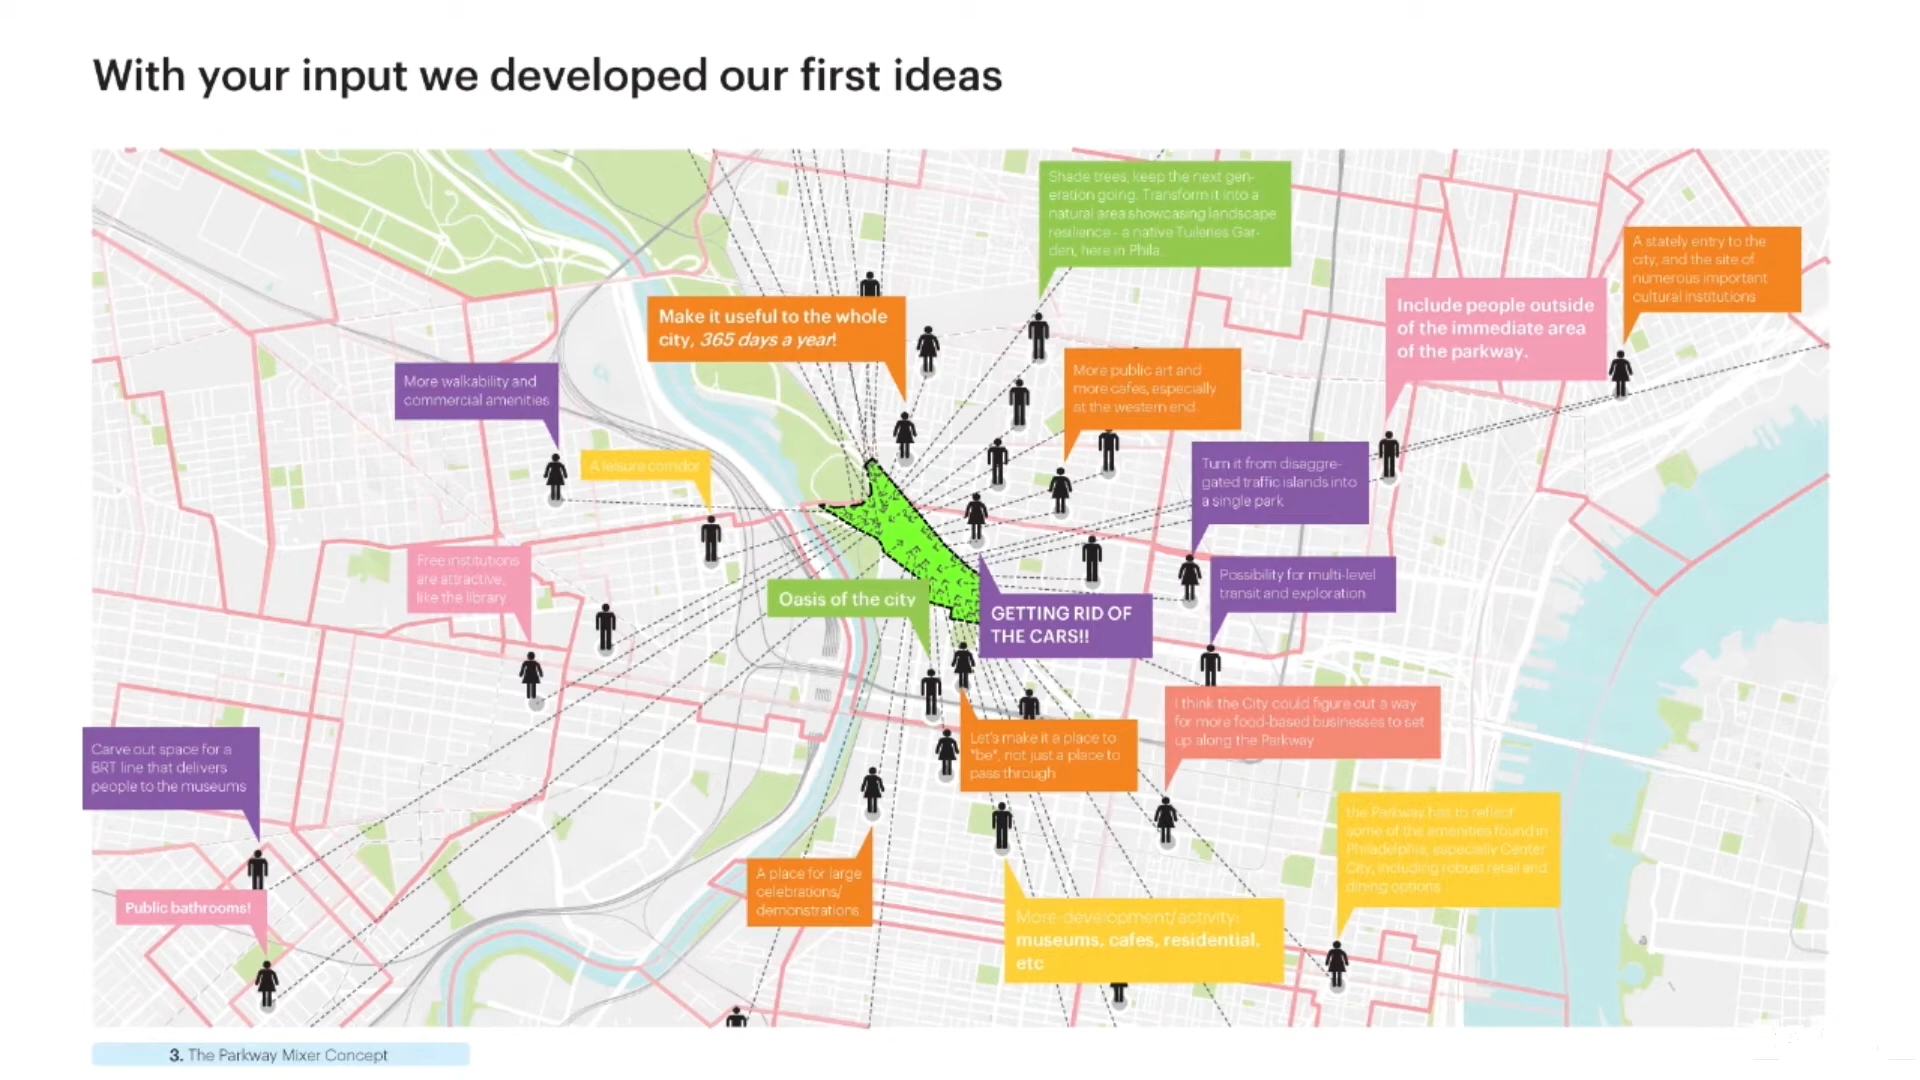 With your input we developed our first ideas
Shade trees, keep the next gen-
eration going. Transform it into a
natural area showcasing landscape
resilience - a native Tuileries Gar-
den, here in Phila.
A stately entry to the
city, and the site of
numerous important
cultural institutions
Include people outside
of the immediate area
of the parkway.
Make it useful to the whole
city, 365 days a year!
More walkability and
commercial amenities
More public art and
more cafes, especially
at the western end.
A leisure corridor
Turn it from disaggre-
gated traffic islands into
a single park
Free institutions
are attractive,
like the library
Possibility for multi-level
transit and exploration
Oasis of the city
GETTING RID OF
THE CARS!!
I think the City could figure out a way
for more food-based businesses to set
up along the Parkway
Let's make it a place to
"be", not just a place to
pass through
Carve out space for a
BRT line that delivers
people to the museums
the Parkway has to reflect
some of the amenities found in
Philadelphia, especially Center
City, including robust retail and
dining options
A place for large
celebrations/
demonstrations
Public bathrooms!
More development/activity:
museums, cafes, residential,
etc
3. The Parkway Mixer Concept